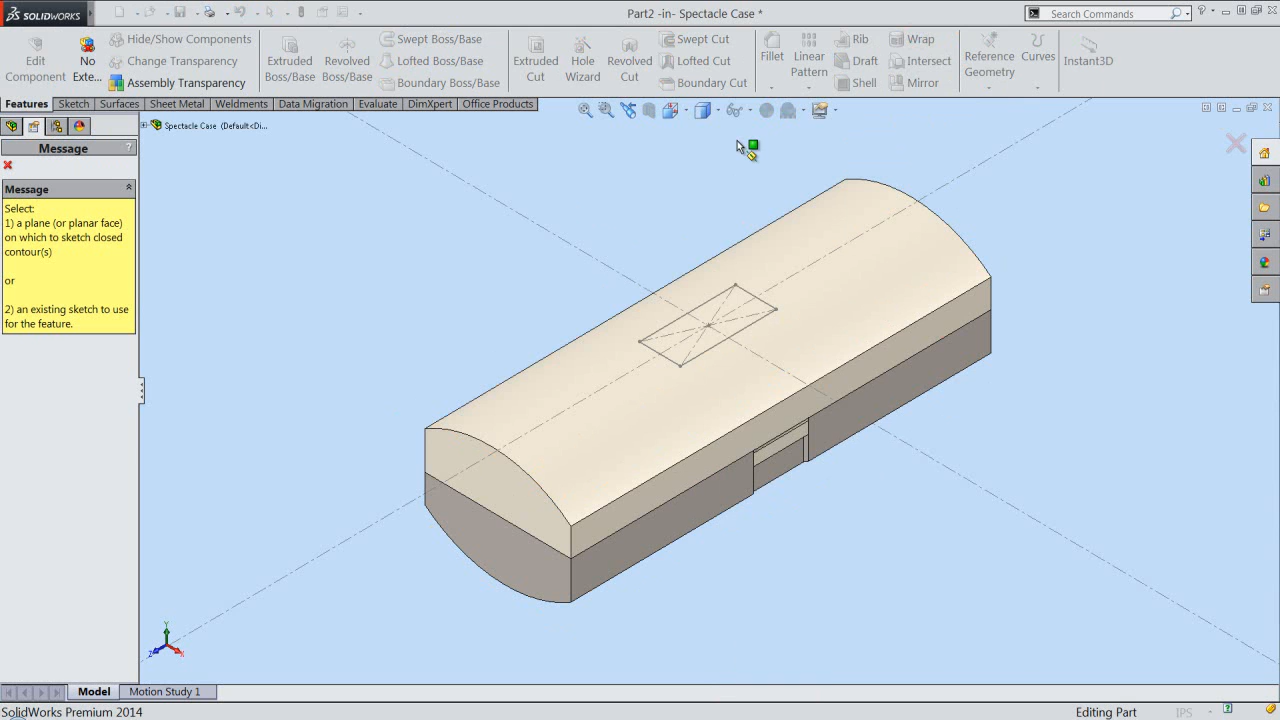 SOLIDWORKS
Part2 -in- Spectacle Case *
Search Commands
Edit
Component
No
Exte...
Hide/Show Components
Change Transparency
Assembly Transparency
Extruded
Boss/Base
Revolved
Boss/Base
Swept Boss/Base
Lofted Boss/Base
Boundary Boss/Base
Extruded
Cut
Hole
Wizard
Revolved
Cut
Swept Cut
Lofted Cut
Boundary Cut
Fillet
Linear
Pattern
Rib
Draft
Shell
Wrap
Intersect
Mirror
Reference
Geometry
Curves
Instant3D
Features
Sketch
Surfaces
Sheet Metal
Weldments
Data Migration
Evaluate
DimXpert
Office Products
Spectacle Case (Default<Di...
Message
?
Message
Select:
1) a plane (or planar face)
on which to sketch closed
contour(s)
or
2) an existing sketch to use
for the feature.
Y
Z
X
Model
Motion Study 1
SolidWorks Premium 2014
Editing Part
IPS